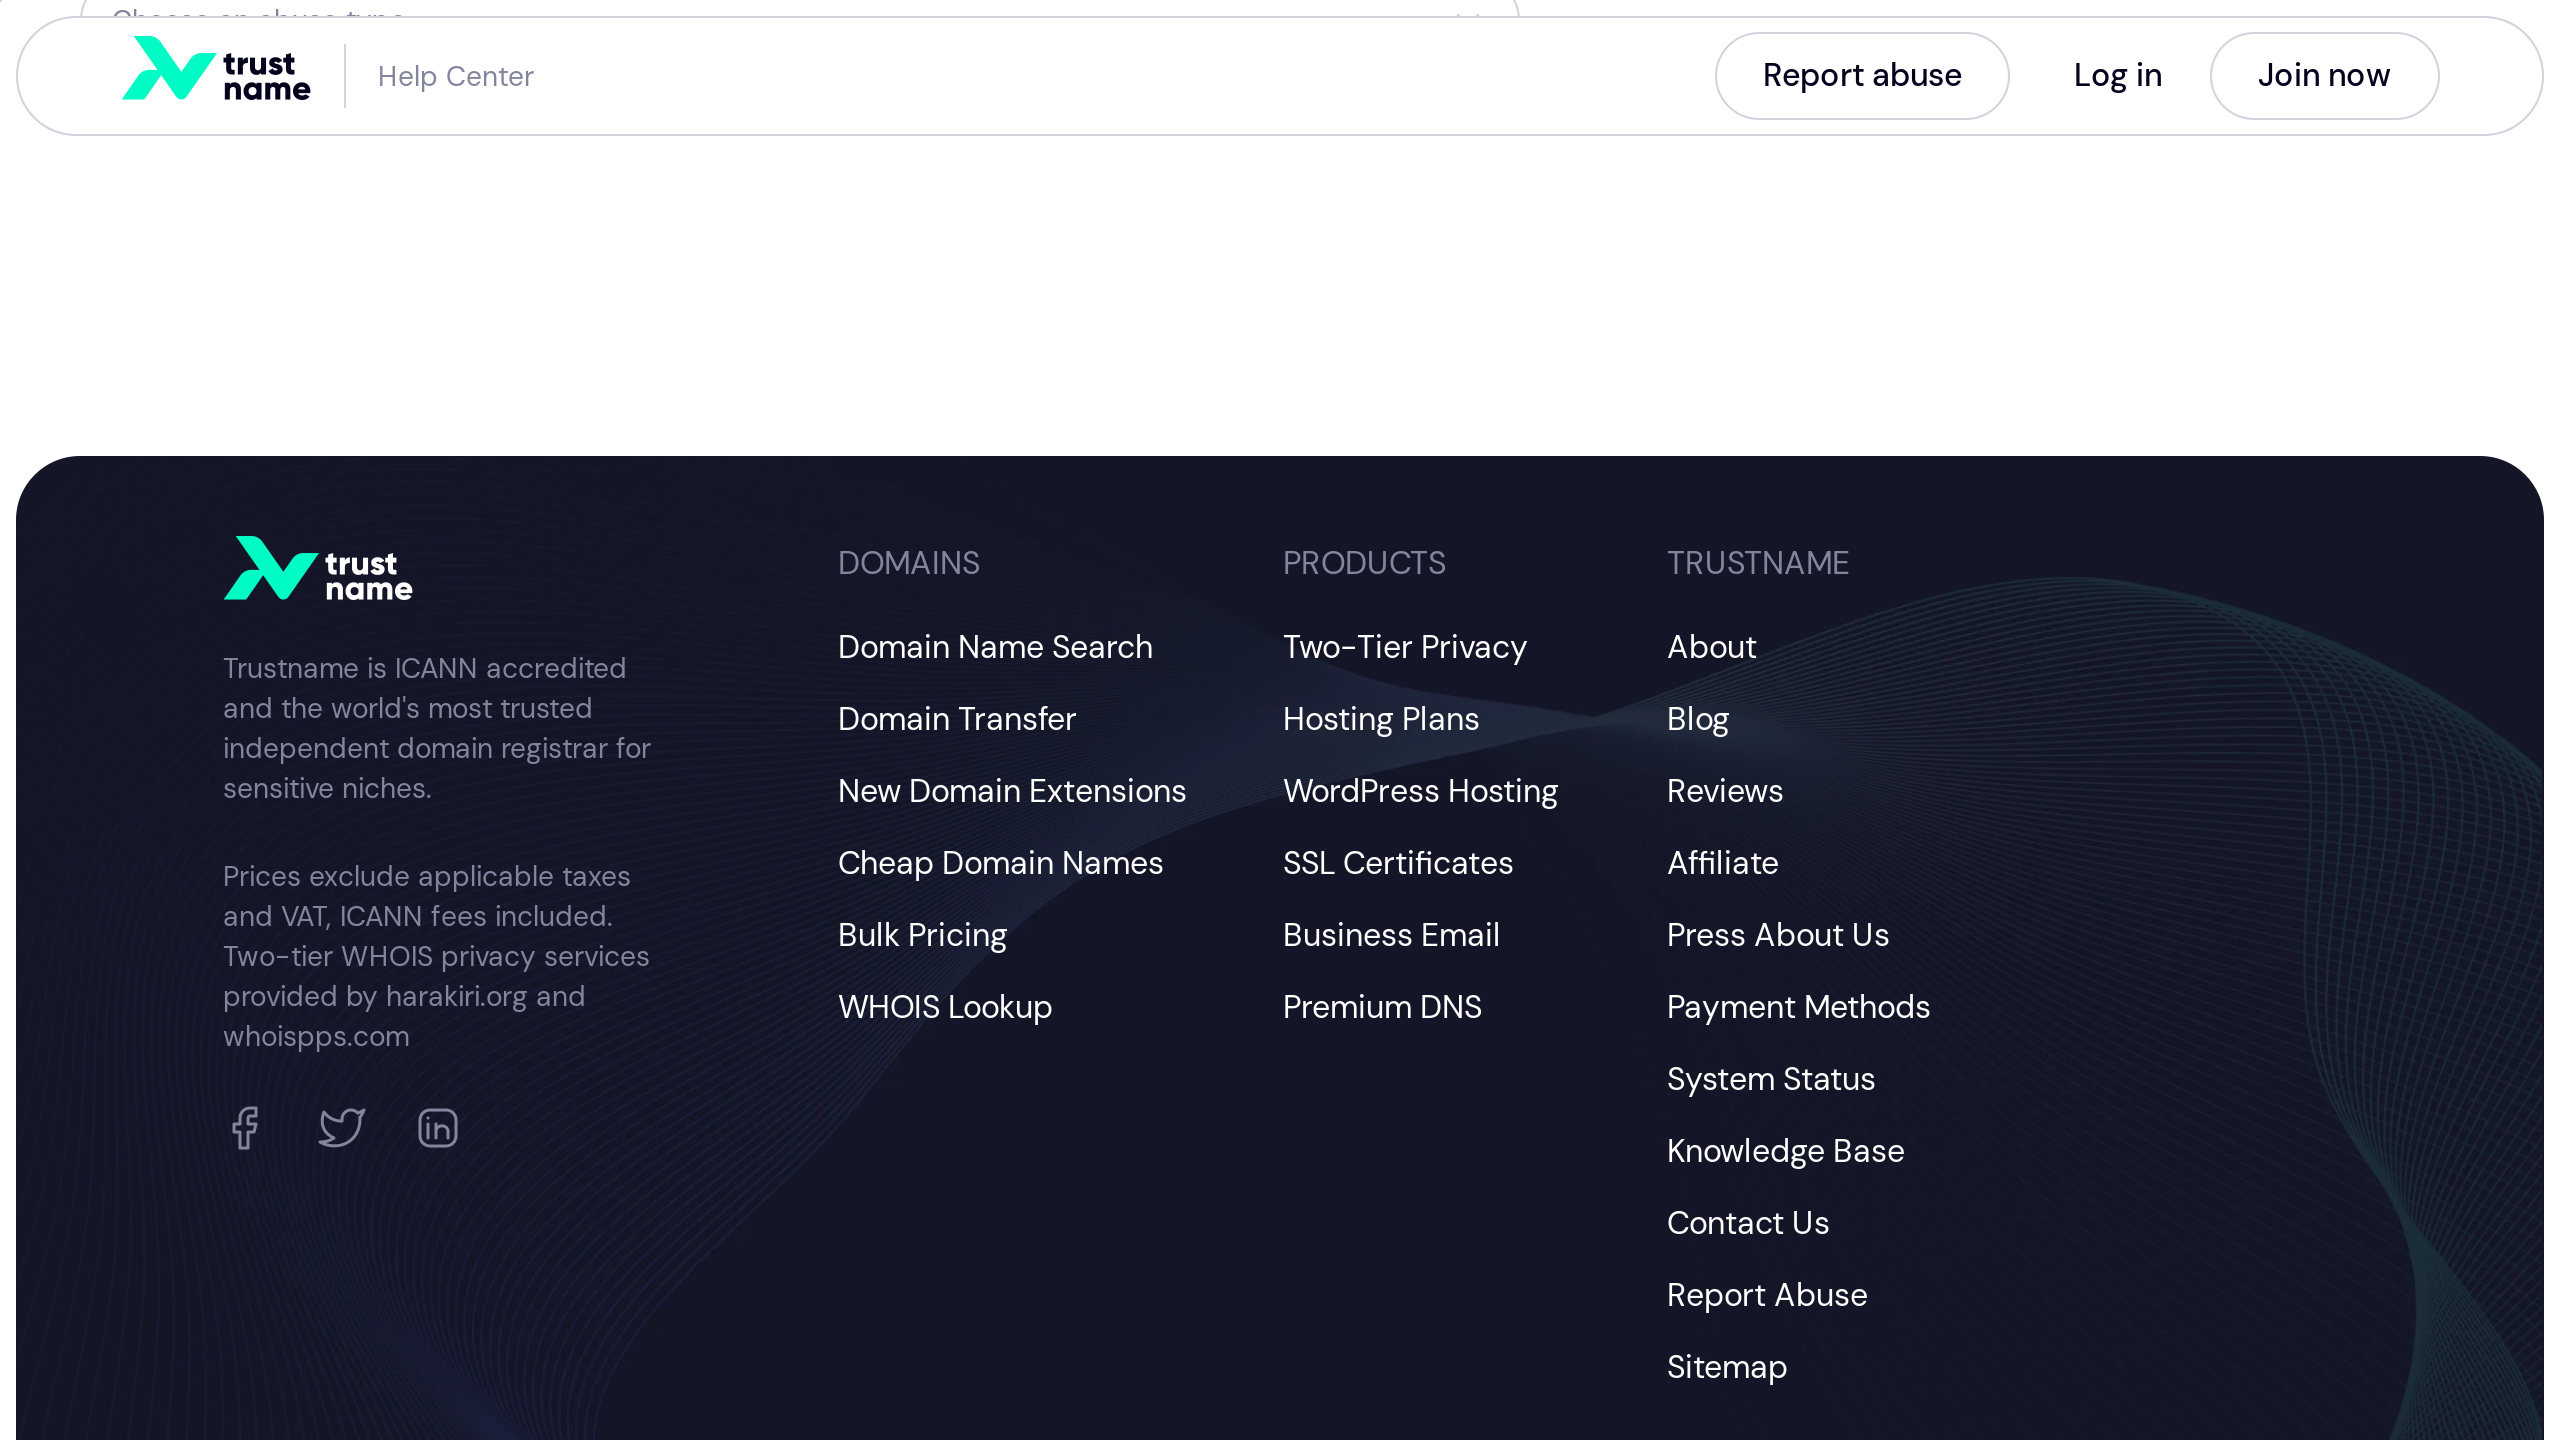 Choose an abuse type
trust
name
Help Center
Report abuse
Log in
Join now
trust
name
Trustname is ICANN accredited
and the world's most trusted
independent domain registrar for
sensitive niches.
Prices exclude applicable taxes
and VAT, ICANN fees included.
Two-tier WHOIS privacy services
provided by harakiri.org and
whoispps.com
DOMAINS
Domain Name Search
Domain Transfer
New Domain Extensions
Cheap Domain Names
Bulk Pricing
WHOIS Lookup
PRODUCTS
Two-Tier Privacy
Hosting Plans
WordPress Hosting
SSL Certificates
Business Email
Premium DNS
TRUSTNAME
About
Blog
Reviews
Affiliate
Press About Us
Payment Methods
System Status
Knowledge Base
Contact Us
Report Abuse
Sitemap